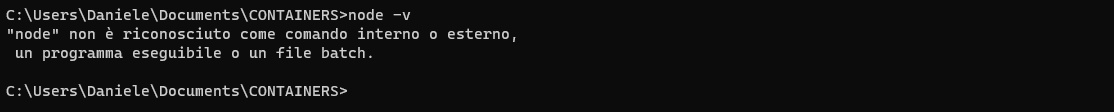 C:\Users\Daniele\Documents\CONTAINERS>node -v
"node" non è riconosciuto come comando interno o esterno,
 un programma eseguibile o un file batch.
C:\Users\Daniele\Documents\CONTAINERS>